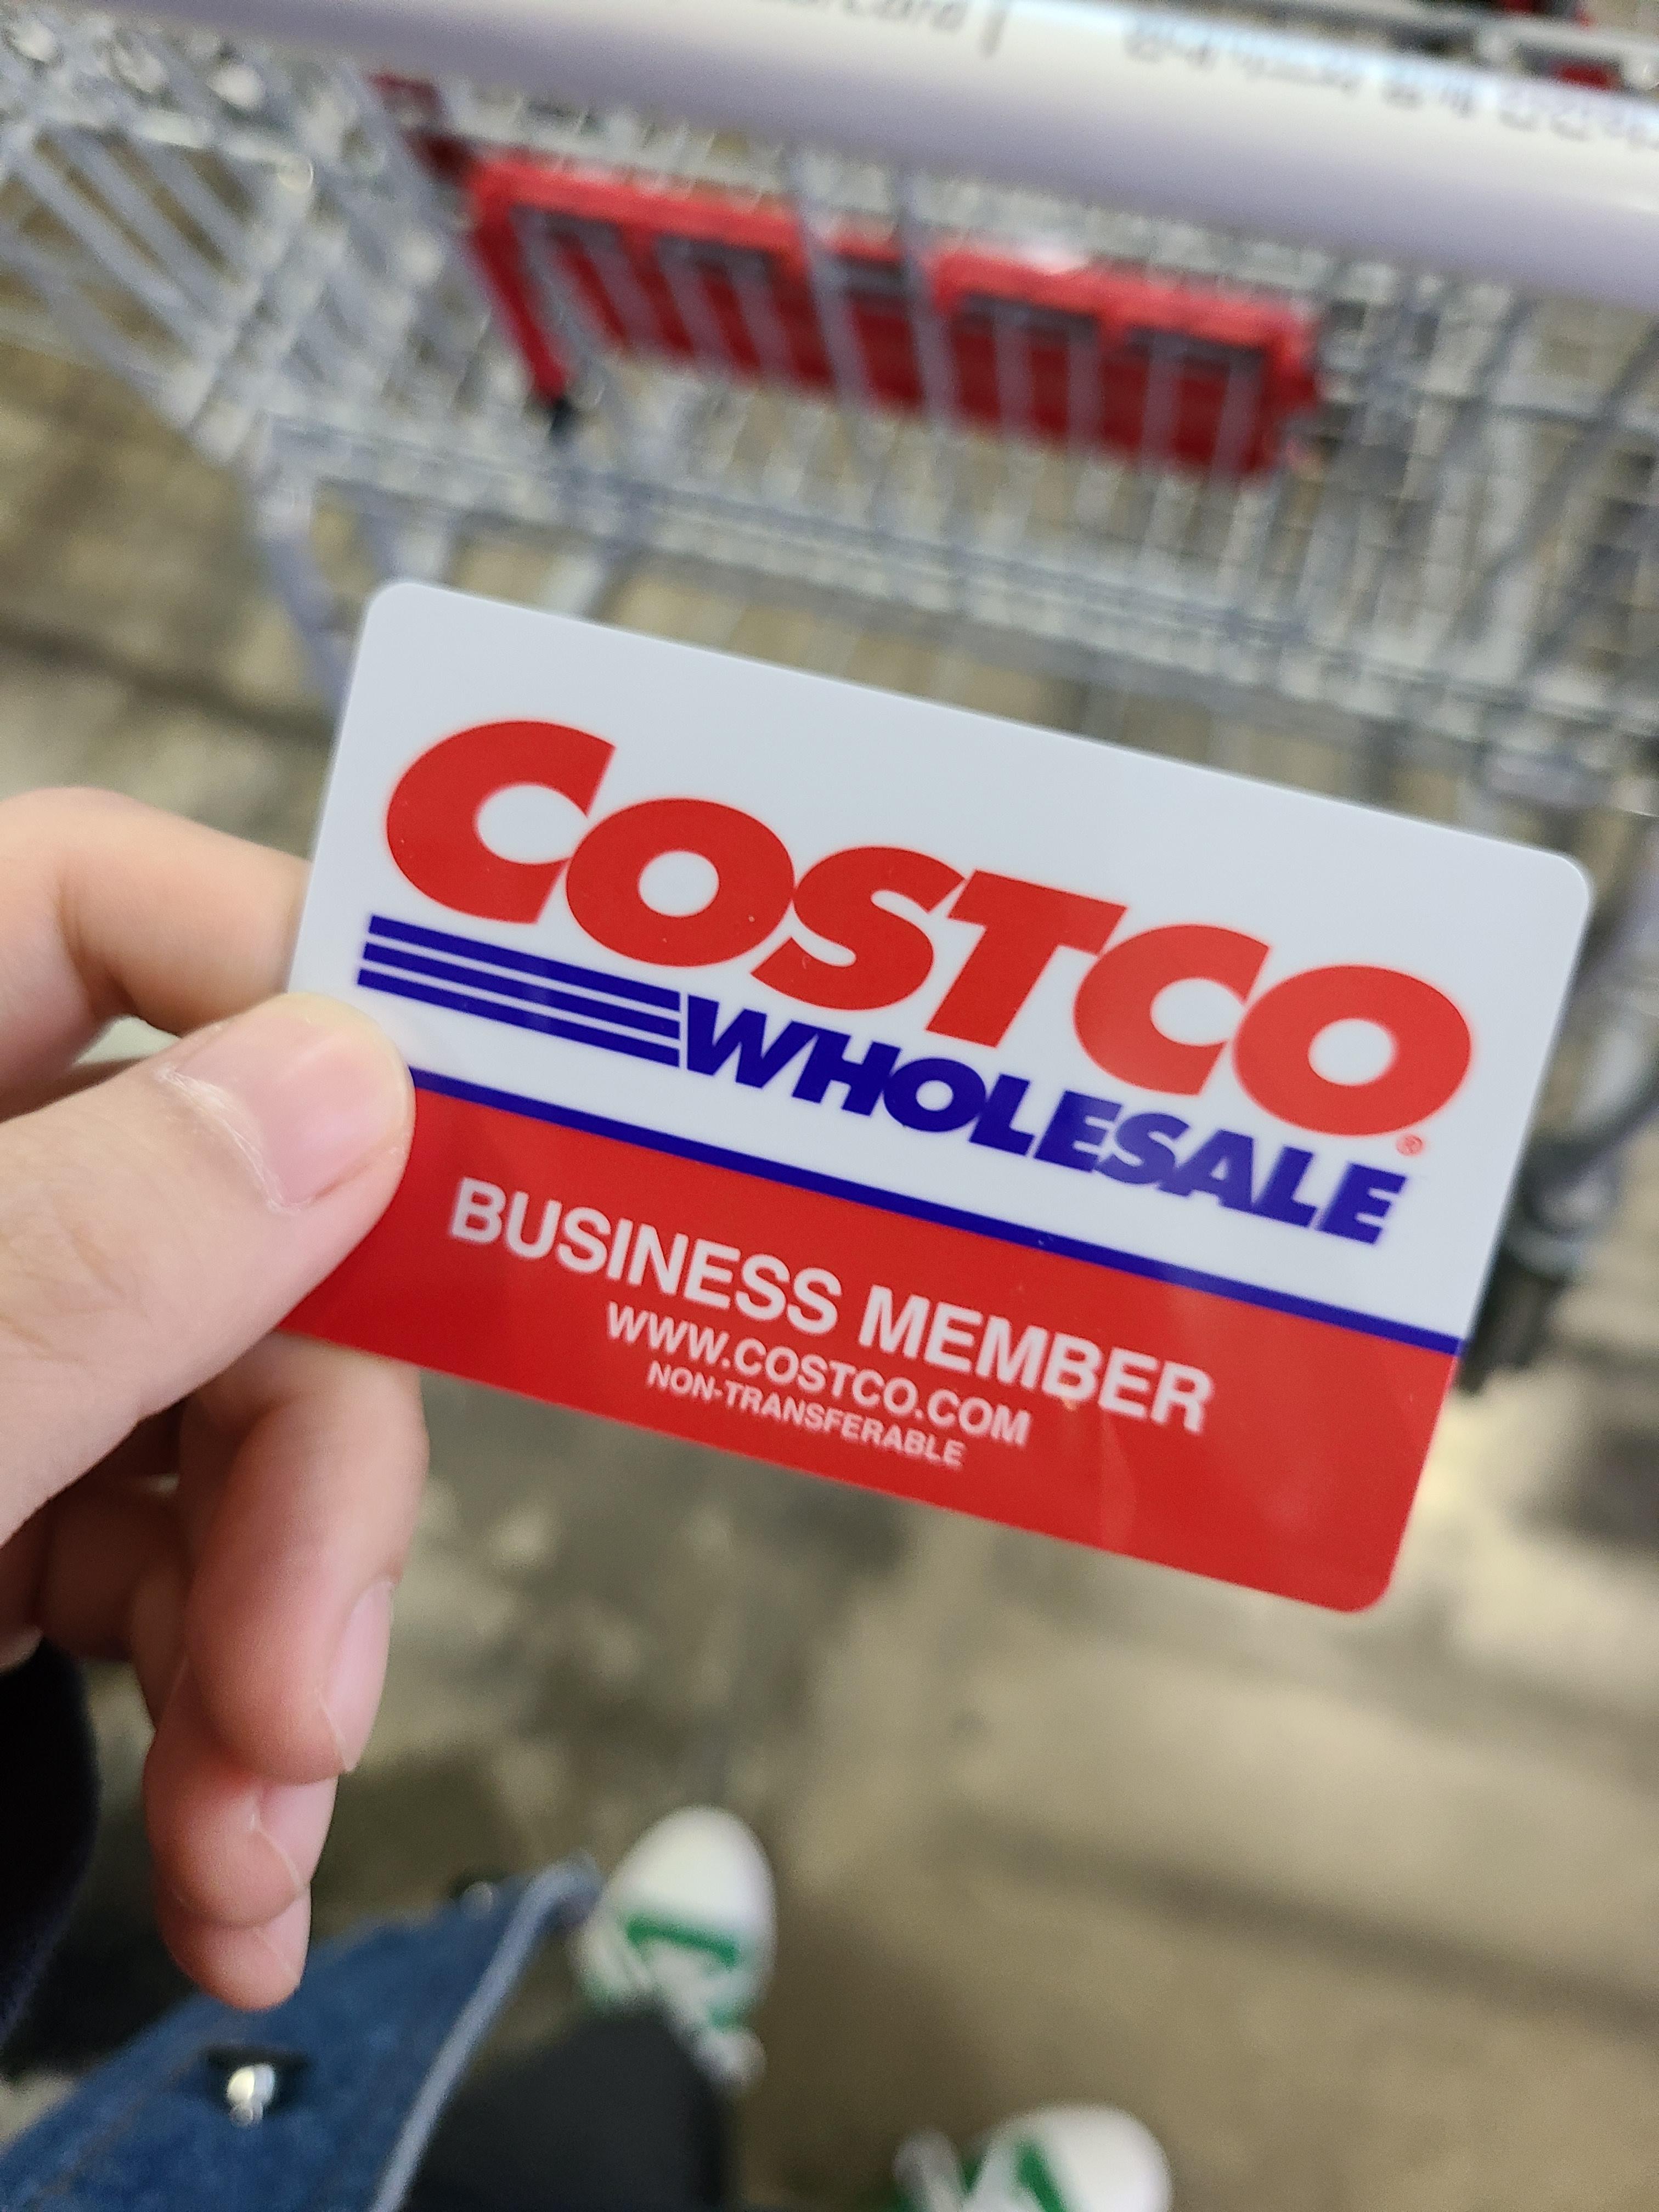 COSTCO
WHOLESALE
®
BUSINESS MEMBER
WWW.COSTCO.COM
NON-TRANSFERABLE